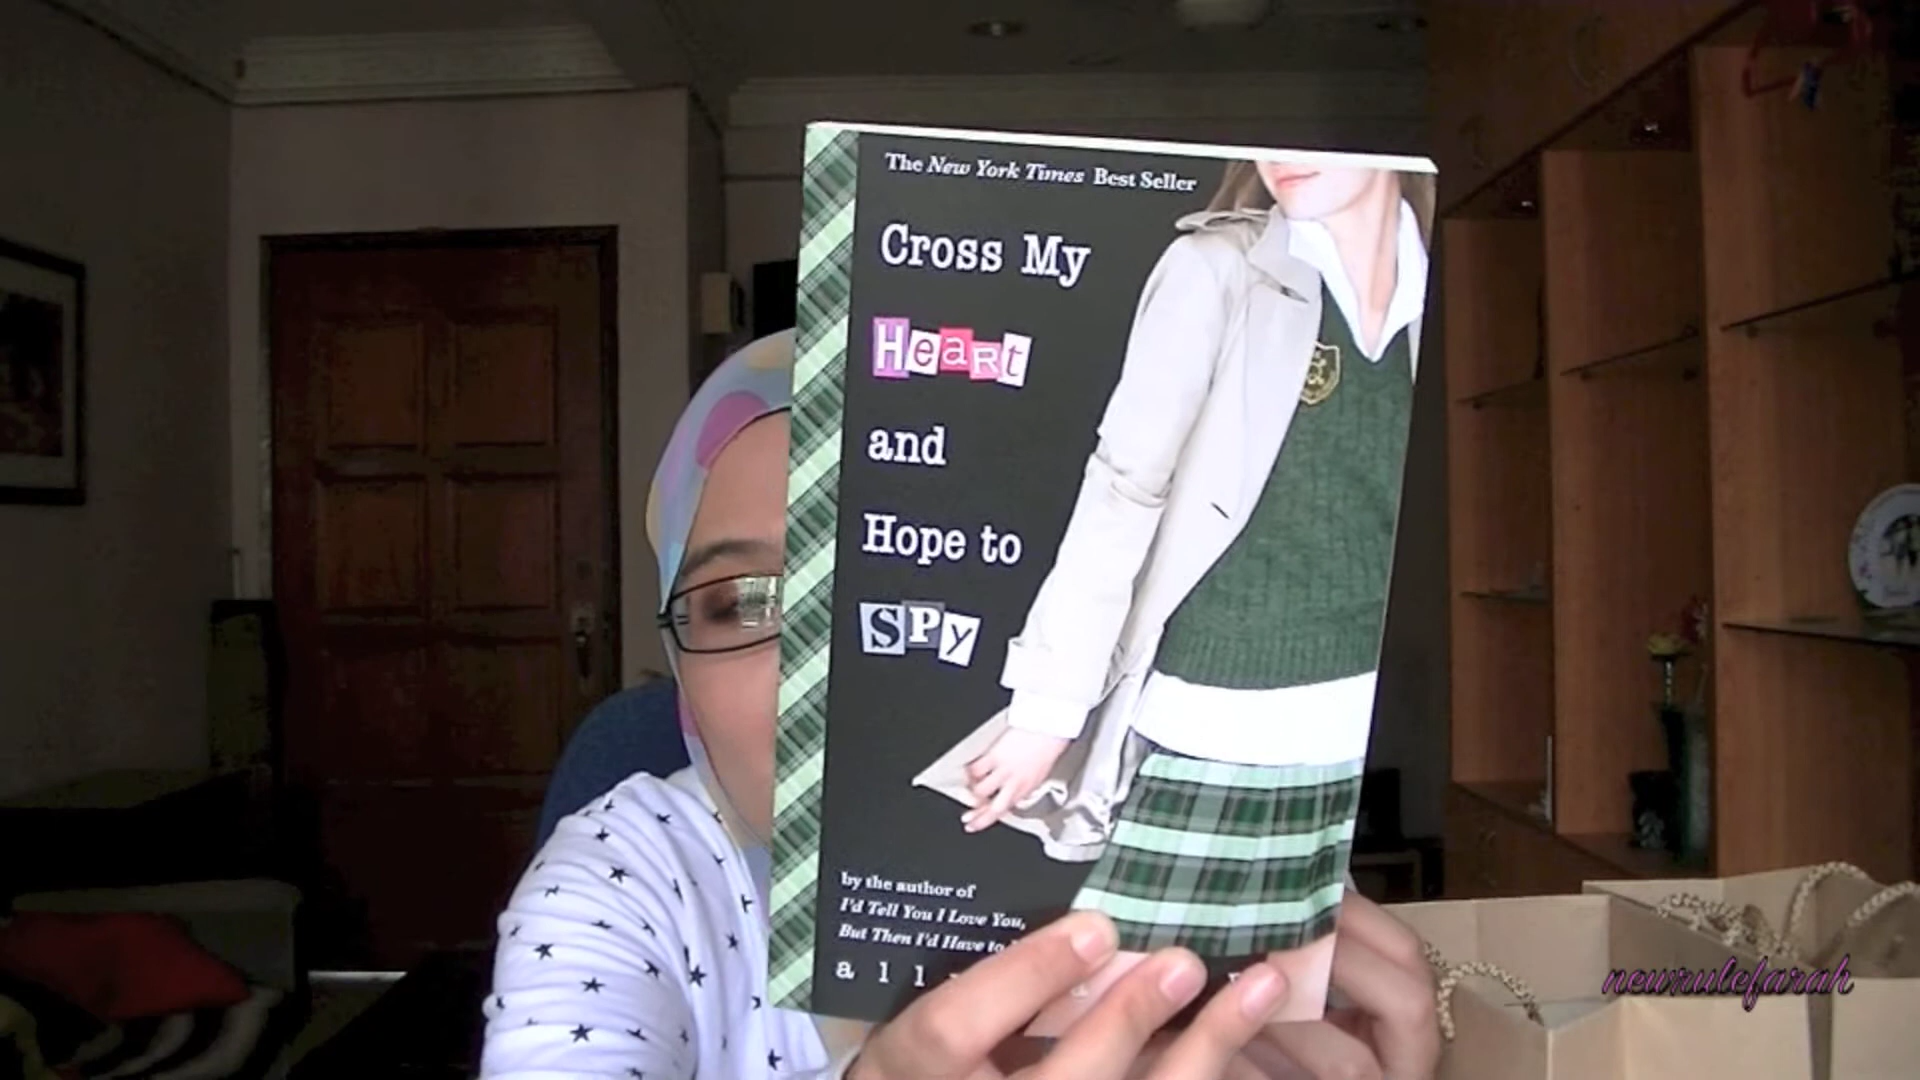 The New York Times Best Seller
Cross My
Heart
and
Hope to
Spy
by the author of
I'd Tell You I Love You,
But Then I'd Have to
a l l
newrulefarah